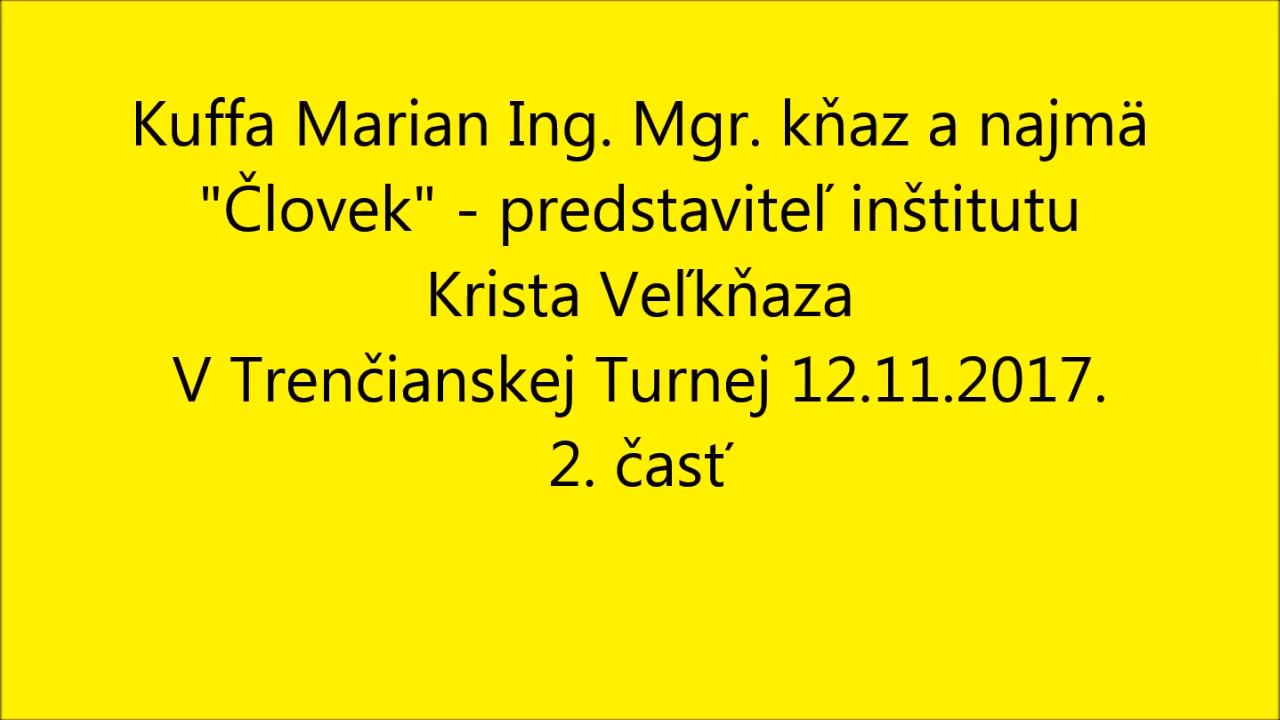 Kuffa Marian Ing. Mgr. kňaz a najmä
"Človek" - predstaviteľ inštitutu
Krista Veľkňaza
V Trenčianskej Turnej 12.11.2017.
2. časť